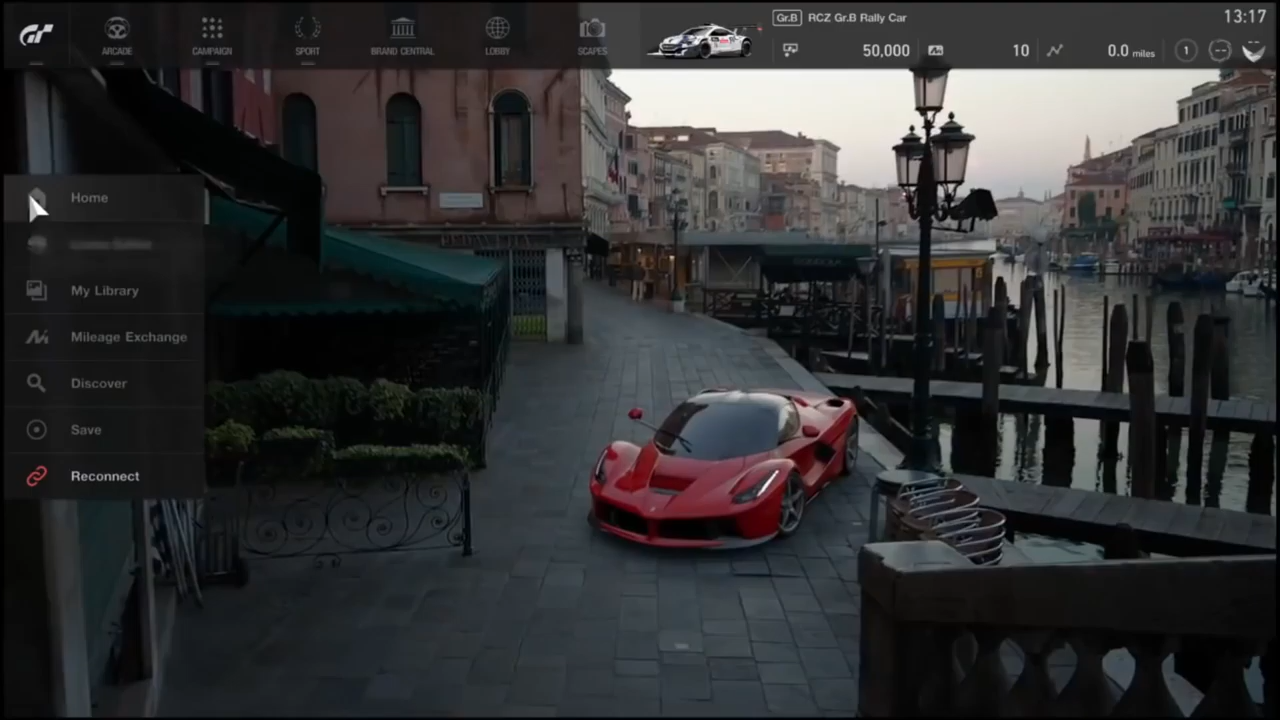 GT
ARCADE
CAMPAIGN
SPORT
BRAND CENTRAL
LOBBY
SCAPES
Gr.B RCZ Gr.B Rally Car
13:17
50,000
10
0.0 miles
1
--
Home
My Library
Mileage Exchange
Discover
Save
Reconnect